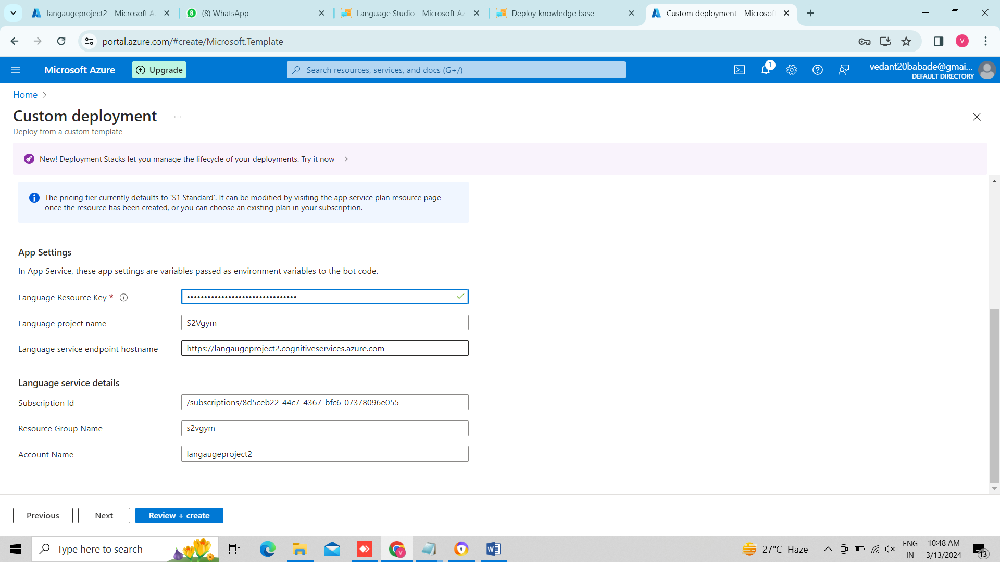 langaugeproject2 - Microsoft A
(8) WhatsApp
Language Studio - Microsoft Az
Deploy knowledge base
Custom deployment - Microsof
portal.azure.com/#create/Microsoft.Template
V
Microsoft Azure
Upgrade
Search resources, services, and docs (G+/)
1
vedant20babade@gmai...
DEFAULT DIRECTORY
Home
Custom deployment
...
Deploy from a custom template
New! Deployment Stacks let you manage the lifecycle of your deployments. Try it now →
The pricing tier currently defaults to 'S1 Standard'. It can be modified by visiting the app service plan resource page
once the resource has been created, or you can choose an existing plan in your subscription.
App Settings
In App Service, these app settings are variables passed as environment variables to the bot code.
Language Resource Key * ••••••••••••••••••••••••••••••••
Language project name S2Vgym
Language service endpoint hostname https://langaugeproject2.cognitiveservices.azure.com
Language service details
Subscription Id /subscriptions/8d5ceb22-44c7-4367-bfc6-07378096e055
Resource Group Name s2vgym
Account Name langaugeproject2
Previous
Next
Review + create
Type here to search
27°C Haze
ENG
IN
10:48 AM
3/13/2024
13